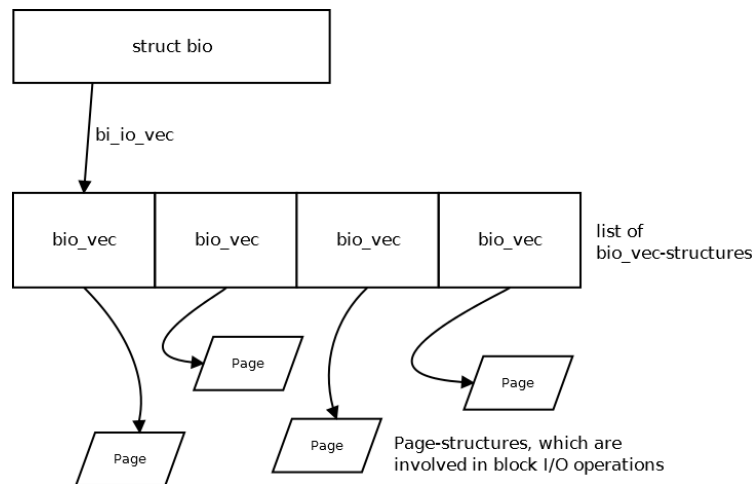 struct bio
bi_io_vec
bio_vec bio_vec bio_vec bio_vec
list of
bio_vec-structures
Page
Page
Page
Page
Page-structures, which are
involved in block I/O operations